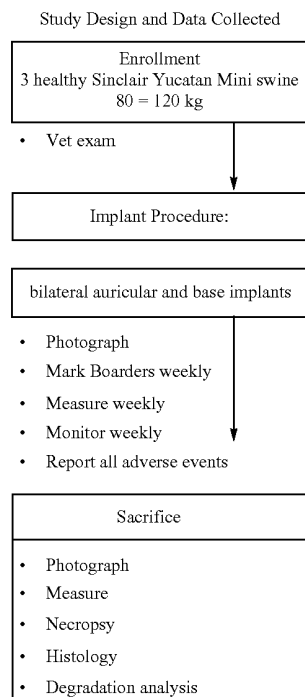 Study Design and Data Collected
Enrollment
3 healthy Sinclair Yucatan Mini swine
80 = 120 kg
• Vet exam
Implant Procedure:
bilateral auricular and base implants
• Photograph
• Mark Boarders weekly
• Measure weekly
• Monitor weekly
• Report all adverse events
Sacrifice
• Photograph
• Measure
• Necropsy
• Histology
• Degradation analysis